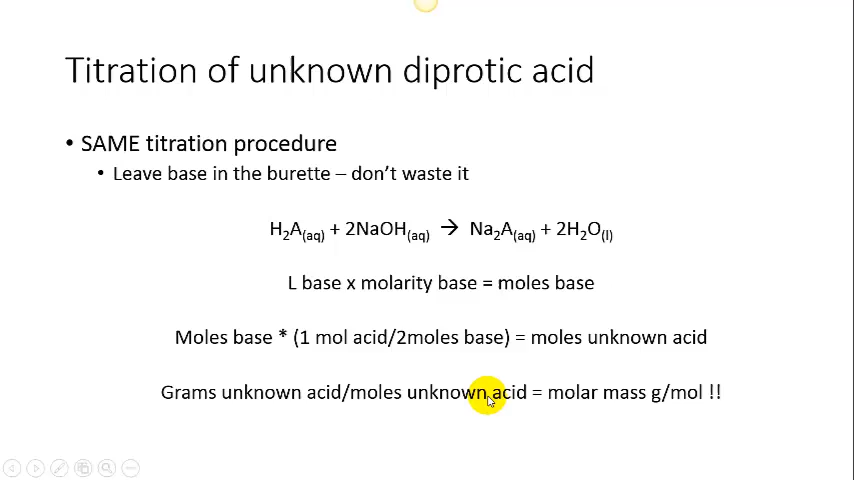 Titration of unknown diprotic acid
• SAME titration procedure
• Leave base in the burette – don’t waste it
H₂A(aq) + 2NaOH(aq) → Na₂A(aq) + 2H₂O(l)
L base x molarity base = moles base
Moles base * (1 mol acid/2moles base) = moles unknown acid
Grams unknown acid/moles unknown acid = molar mass g/mol !!